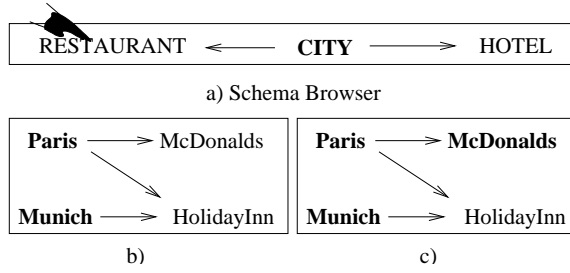 RESTAURANT CITY HOTEL
a) Schema Browser
Paris McDonalds Paris McDonalds
Munich HolidayInn Munich HolidayInn
b) c)